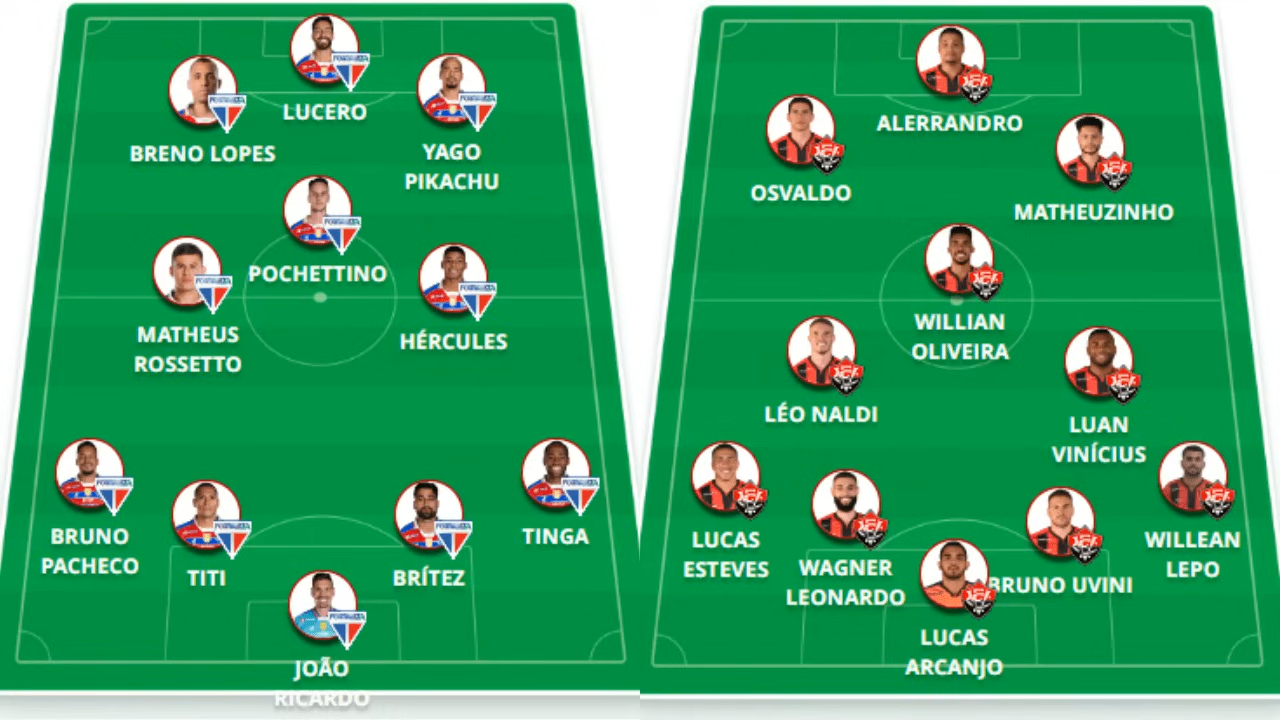 LUCERO
BRENO LOPES
YAGO
PIKACHU
POCHETTINO
MATHEUS
ROSSETTO
HÉRCULES
BRUNO
PACHECO
TITI
BRÍTEZ
TINGA
JOÃO
RICARDO
ALERRANDRO
OSVALDO
MATHEUZINHO
WILLIAN
OLIVEIRA
LÉO NALDI
LUAN
VINÍCIUS
LUCAS
ESTEVES
WAGNER
LEONARDO
BRUNO UVINI
WILLEAN
LEPO
LUCAS
ARCANJO